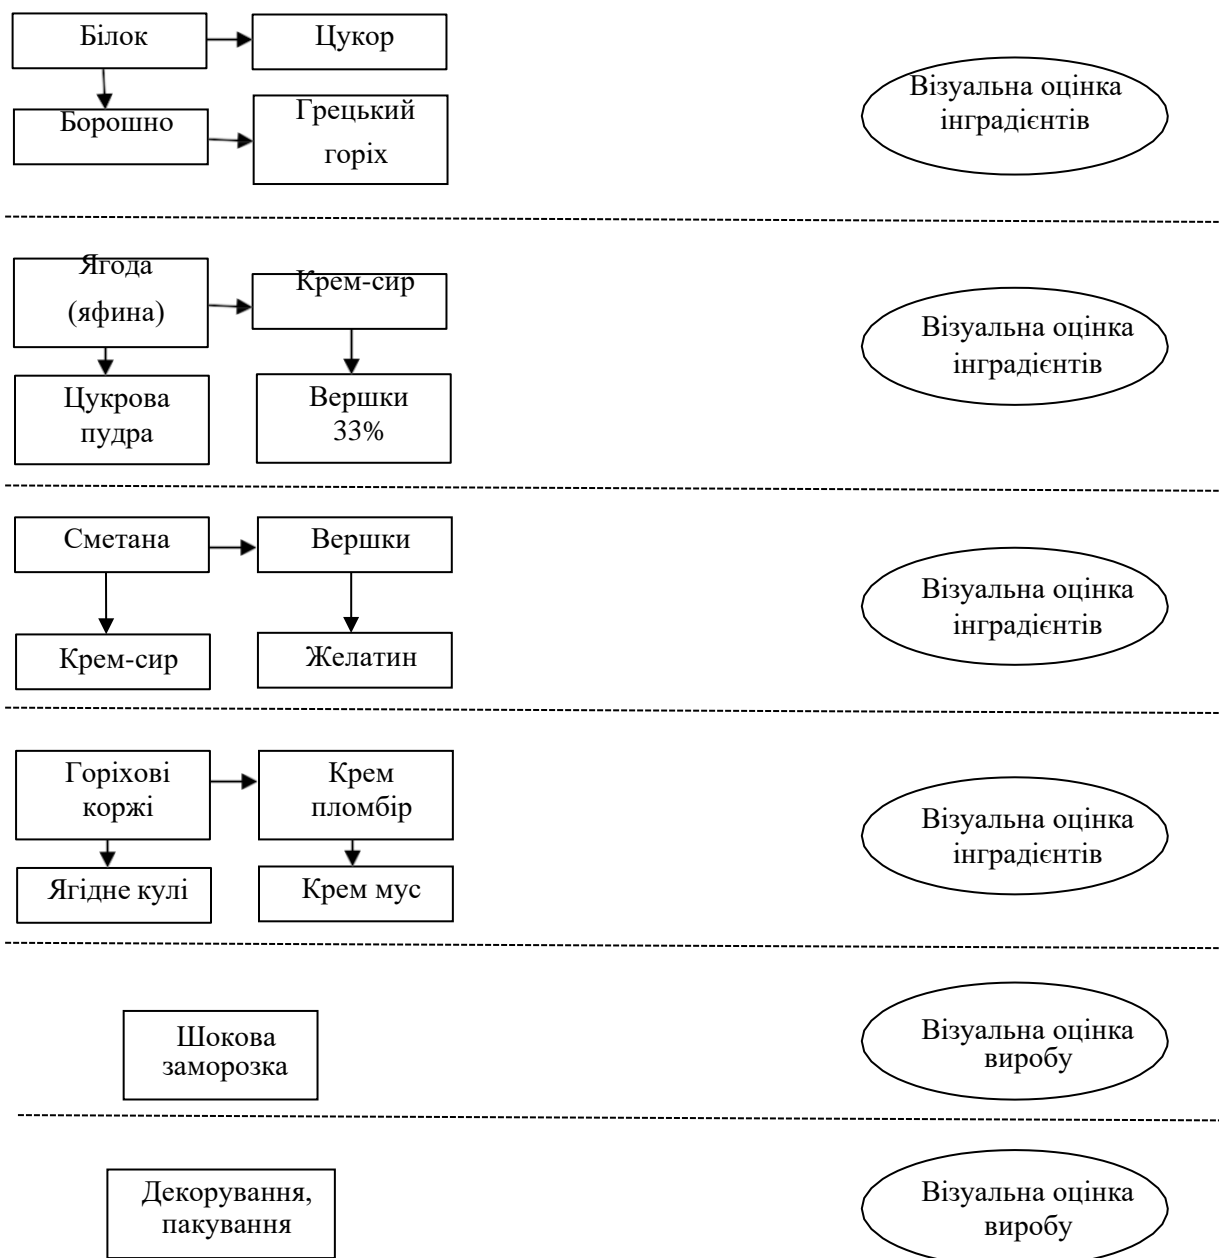 Білок
Цукор
Візуальна оцінка
інградієнтів
Борошно
Грецький
горіх
Ягода
(яфина)
Крем-сир
Візуальна оцінка
інградієнтів
Цукрова
пудра
Вершки
33%
Сметана
Вершки
Візуальна оцінка
інградієнтів
Крем-сир
Желатин
Горіхові
коржі
Крем
пломбір
Візуальна оцінка
інградієнтів
Ягідне кулі
Крем мус
Шокова
заморозка
Візуальна оцінка
виробу
Декорування,
пакування
Візуальна оцінка
виробу